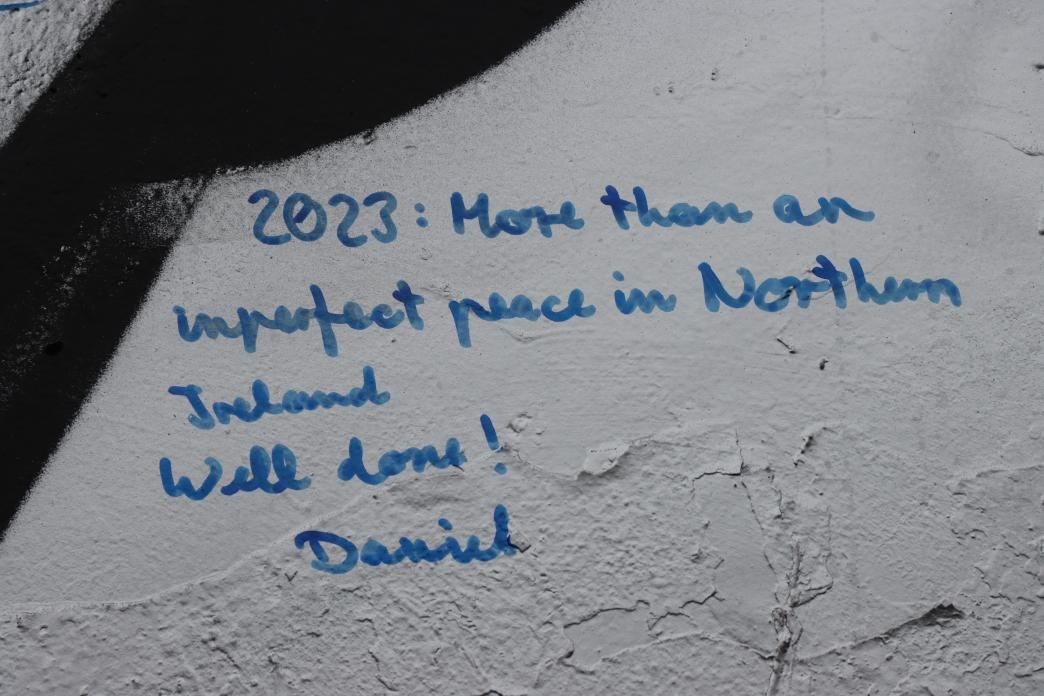 2023: More than an
imperfect peace in Northern
Ireland
Well done!
Daniel